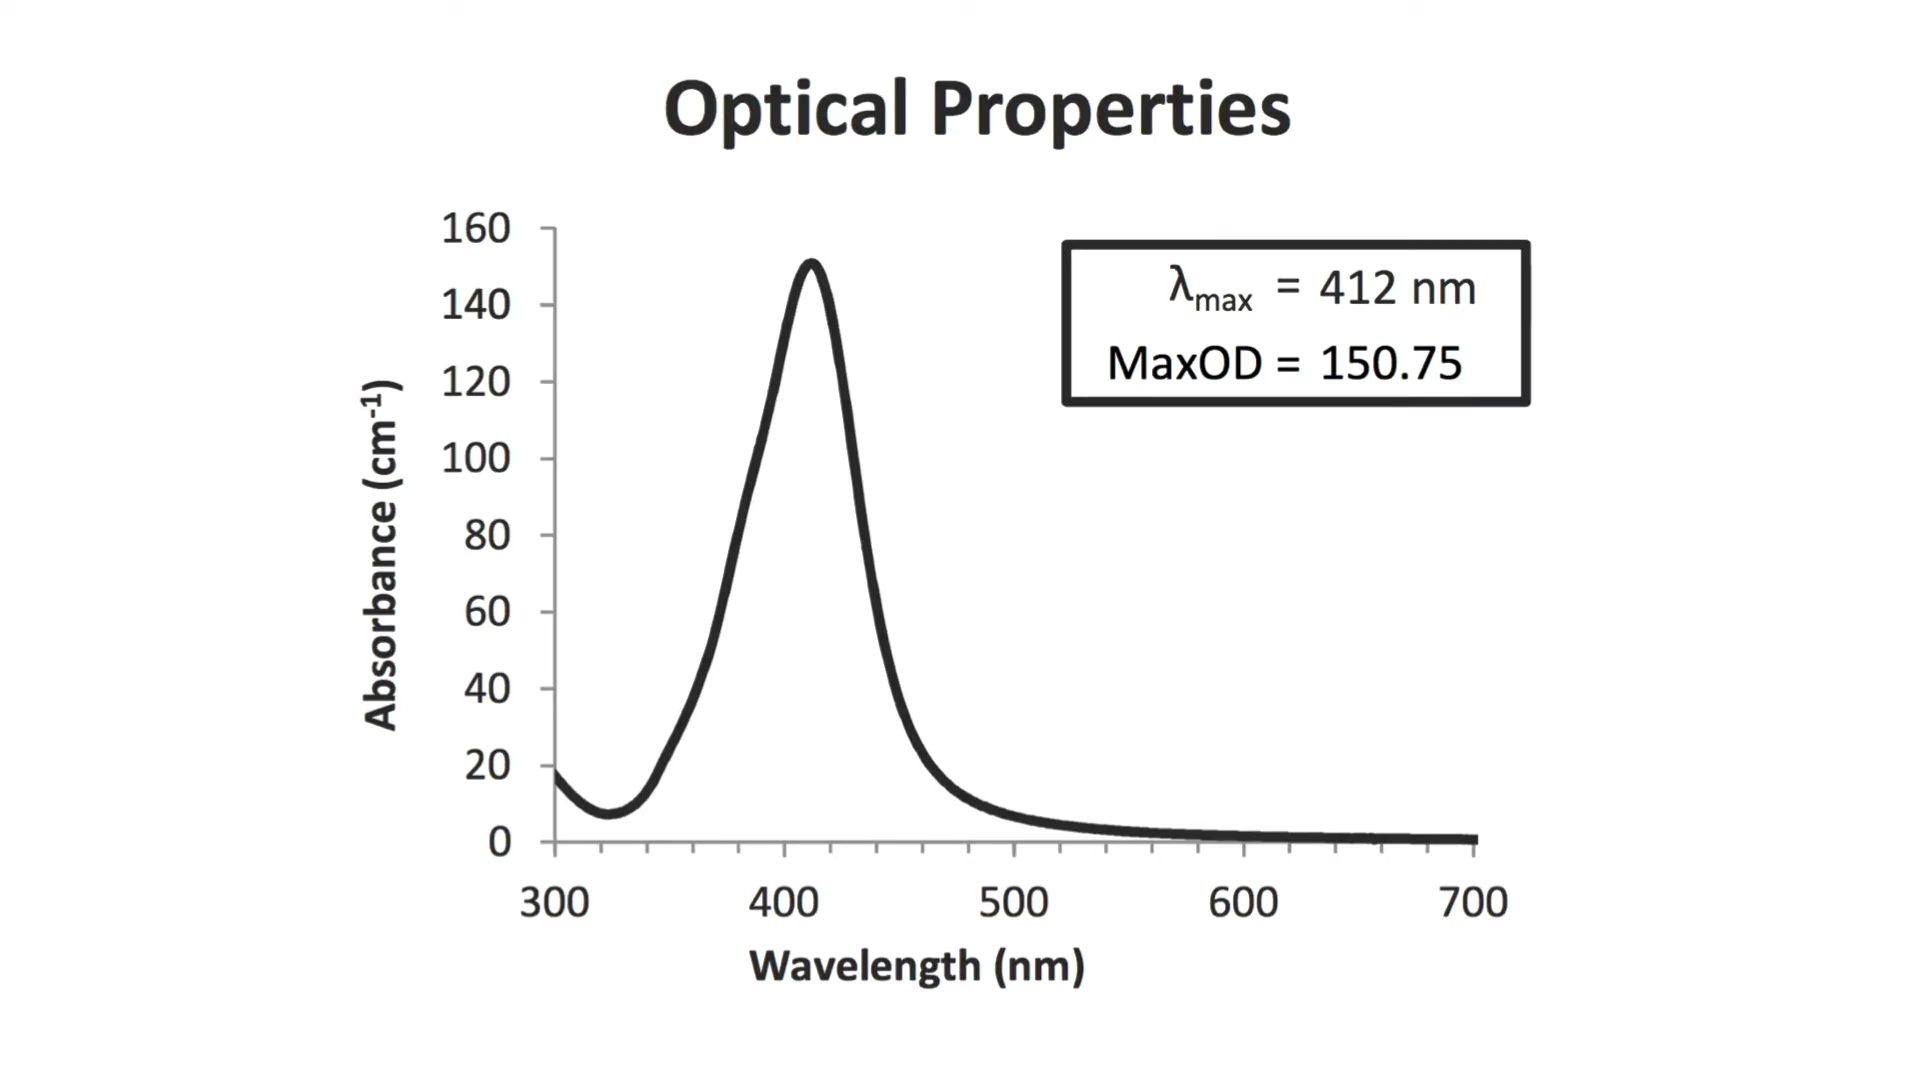 Optical Properties
160
140
120
100
80
60
40
20
0
Absorbance (cm⁻¹)
λmax = 412 nm
MaxOD = 150.75
300 400 500 600 700
Wavelength (nm)